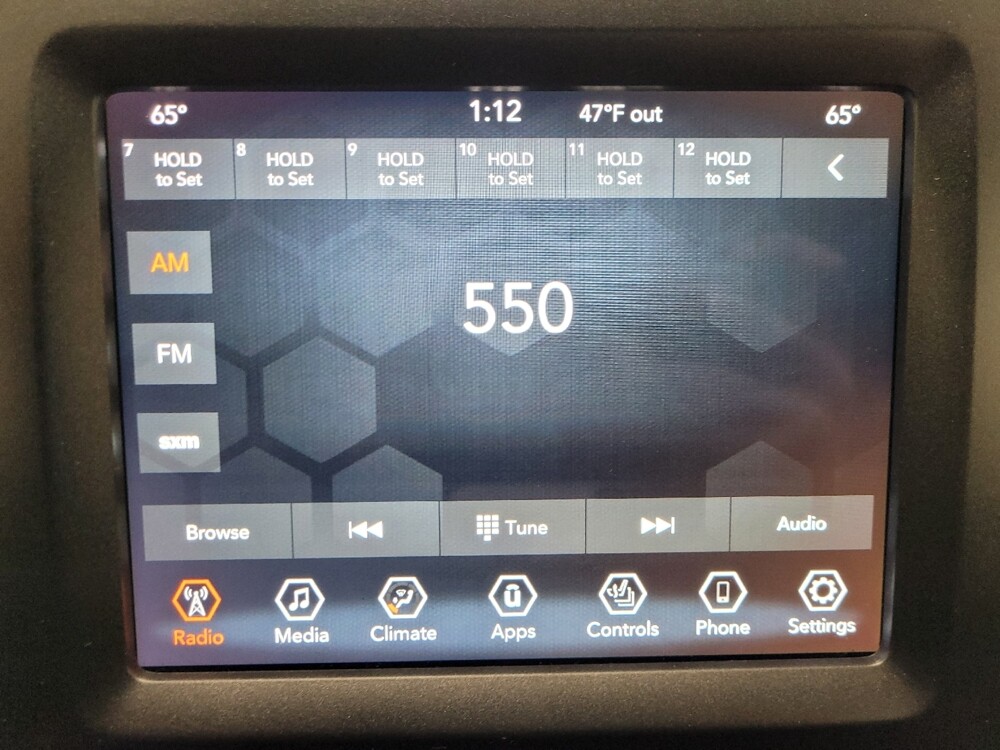 65° 1:12 47°F out 65°
7 HOLD to Set 8 HOLD to Set 9 HOLD to Set 10 HOLD to Set 11 HOLD to Set 12 HOLD to Set
AM
550
FM
sxm
Browse Tune Audio
Radio Media Climate Apps Controls Phone Settings